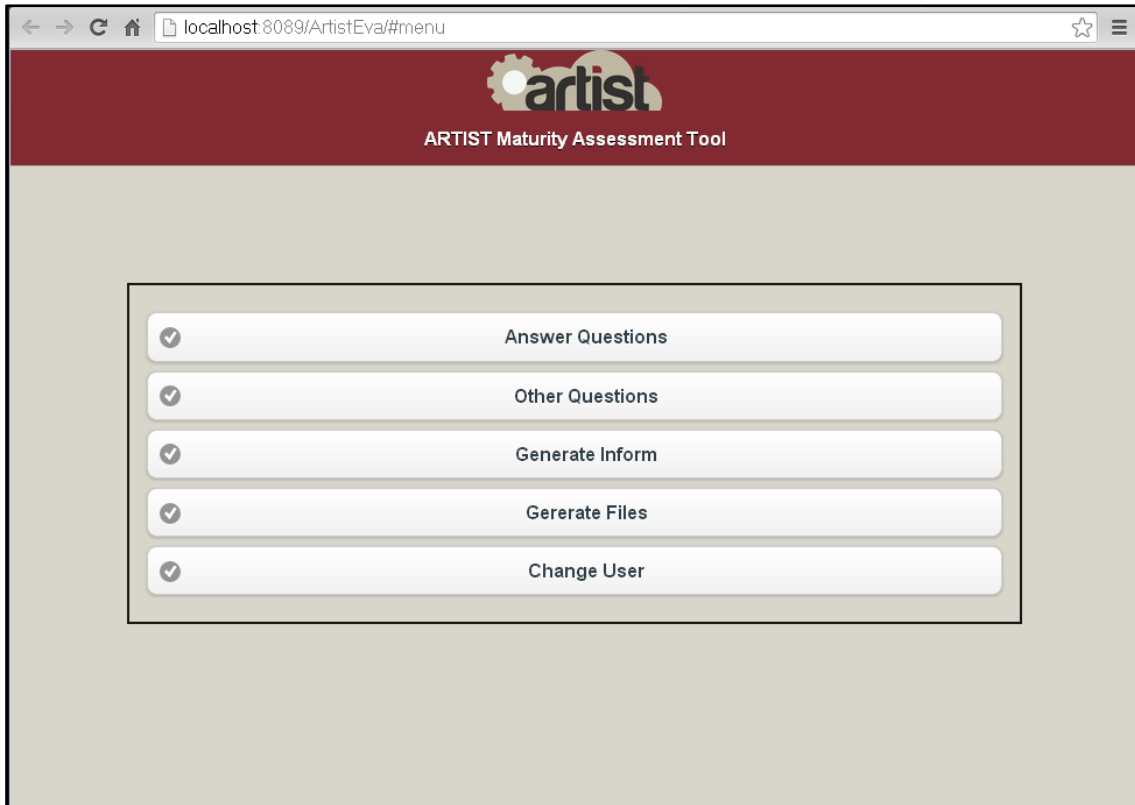 localhost:8089/ArtistEva/#menu
artist
ARTIST Maturity Assessment Tool
Answer Questions
Other Questions
Generate Inform
Gererate Files
Change User